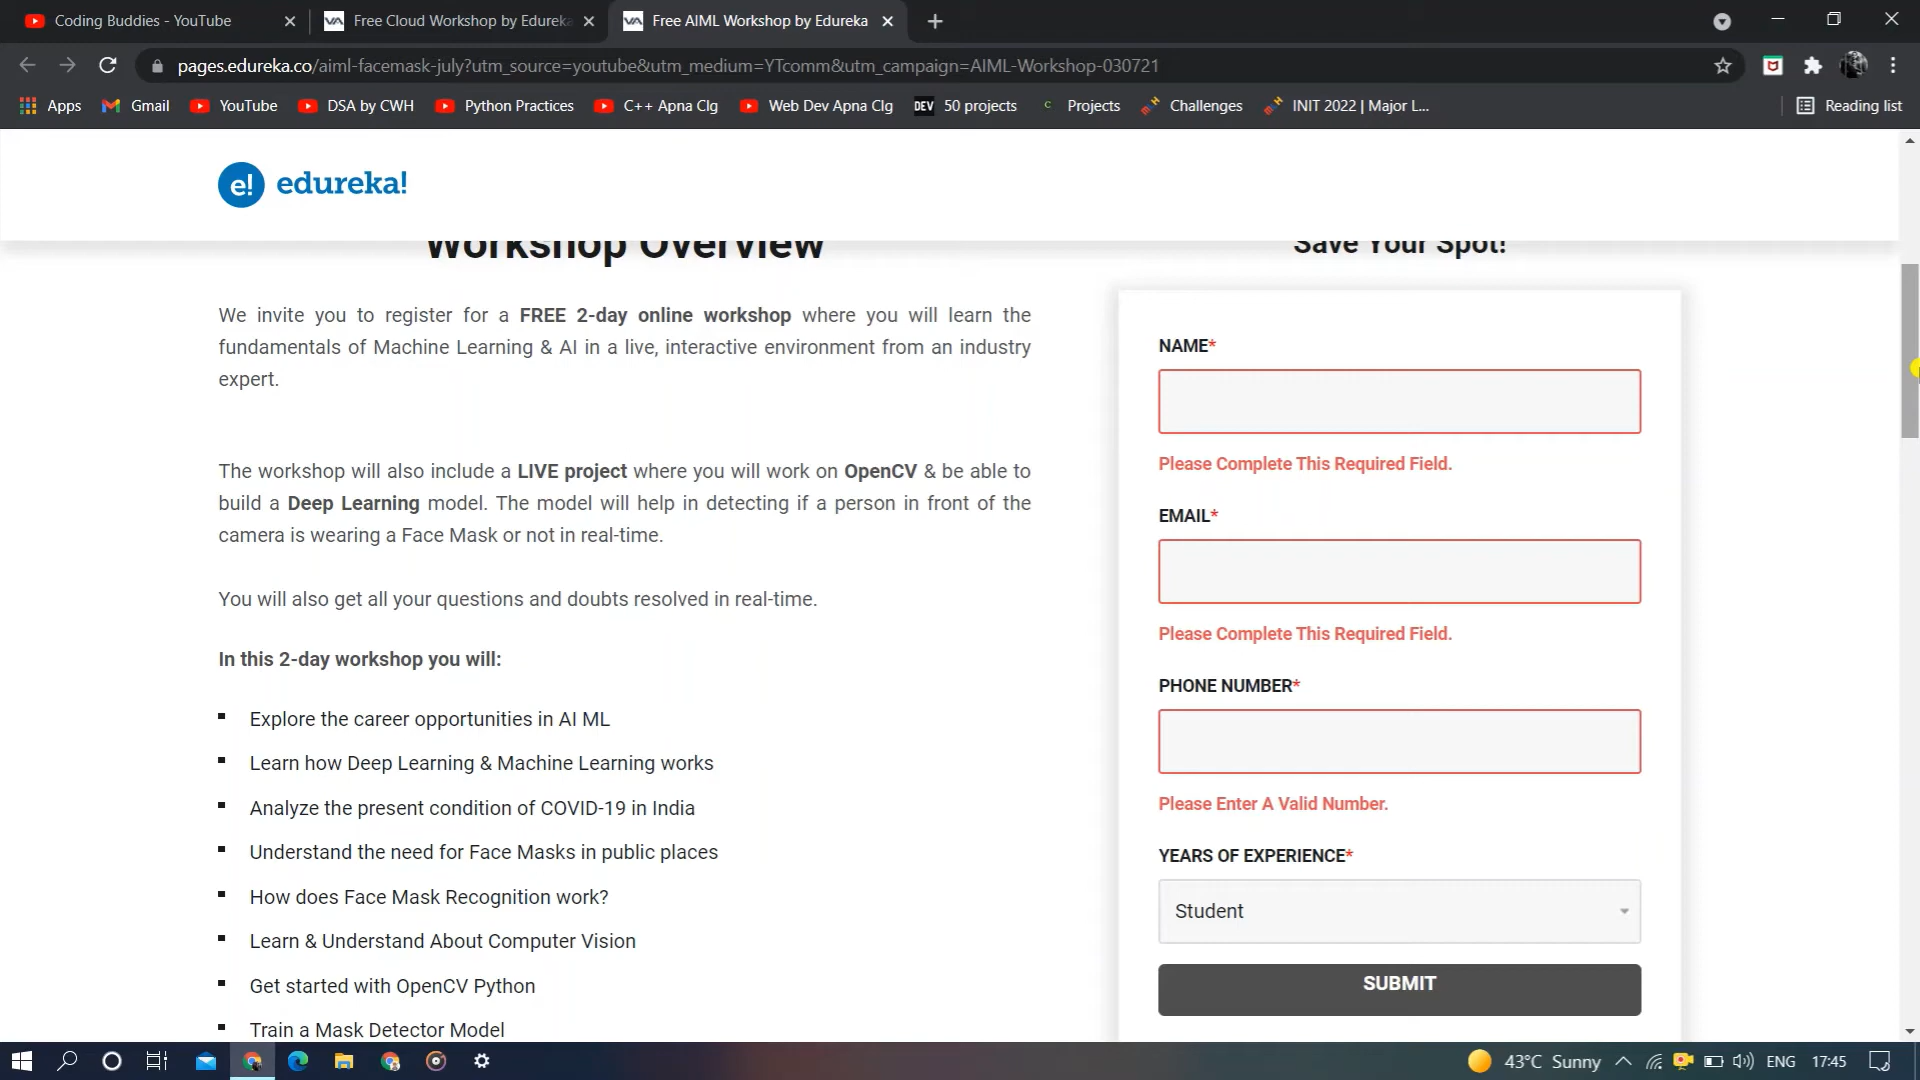 Coding Buddies - YouTube
Free Cloud Workshop by Edureka
Free AIML Workshop by Edureka
pages.edureka.co/aiml-facemask-july?utm_source=youtube&utm_medium=YTcomm&utm_campaign=AIML-Workshop-030721
Apps Gmail YouTube DSA by CWH Python Practices C++ Apna Clg Web Dev Apna Clg DEV 50 projects C Projects Challenges INIT 2022 | Major L... Reading list
e! edureka!
Workshop Overview
Save Your Spot!
We invite you to register for a FREE 2-day online workshop where you will learn the
fundamentals of Machine Learning & AI in a live, interactive environment from an industry
expert.
The workshop will also include a LIVE project where you will work on OpenCV & be able to
build a Deep Learning model. The model will help in detecting if a person in front of the
camera is wearing a Face Mask or not in real-time.
You will also get all your questions and doubts resolved in real-time.
In this 2-day workshop you will:
Explore the career opportunities in AI ML
Learn how Deep Learning & Machine Learning works
Analyze the present condition of COVID-19 in India
Understand the need for Face Masks in public places
How does Face Mask Recognition work?
Learn & Understand About Computer Vision
Get started with OpenCV Python
Train a Mask Detector Model
NAME*
Please Complete This Required Field.
EMAIL*
Please Complete This Required Field.
PHONE NUMBER*
Please Enter A Valid Number.
YEARS OF EXPERIENCE*
Student
SUBMIT
43°C Sunny ENG 17:45